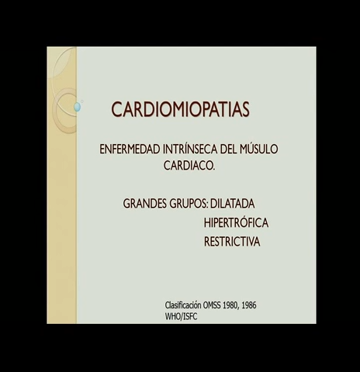 CARDIOMIOPATIAS
ENFERMEDAD INTRÍNSECA DEL MÚSULO
CARDIACO.
GRANDES GRUPOS: DILATADA
HIPERTRÓFICA
RESTRICTIVA
Clasificación OMSS 1980, 1986
WHO/ISFC